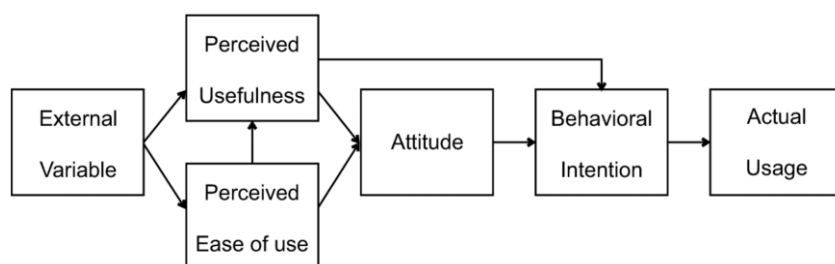 External
Variable
Perceived
Usefulness
Perceived
Ease of use
Attitude
Behavioral
Intention
Actual
Usage